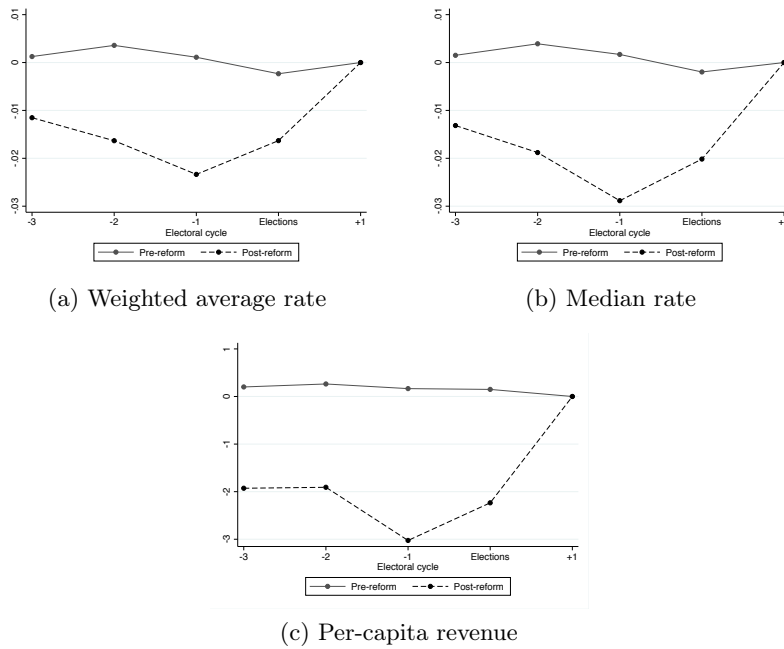 .01
0
-.01
-.02
-.03
-3 -2 -1 Elections +1
Electoral cycle
Pre-reform Post-reform
(a) Weighted average rate
.01
0
-.01
-.02
-.03
-3 -2 -1 Elections +1
Electoral cycle
Pre-reform Post-reform
(b) Median rate
1
0
-1
-2
-3
-3 -2 -1 Elections +1
Electoral cycle
Pre-reform Post-reform
(c) Per-capita revenue